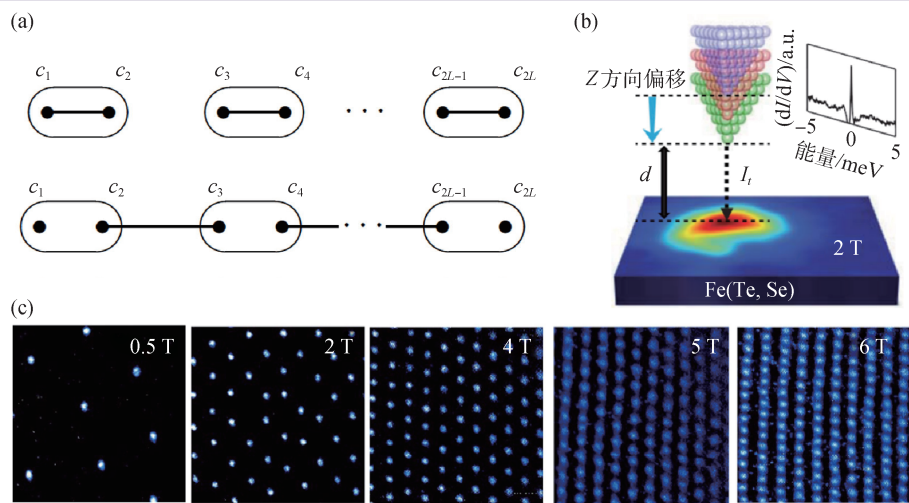 (a)
c₁ c₂ c₃ c₄ c₂L₋₁ c₂L
· · ·
c₁ c₂ c₃ c₄ c₂L₋₁ c₂L
· · ·
(b)
Z方向偏移
d
Iₜ
(dI/dV)/a.u.
−5 0 5
能量/meV
2 T
Fe(Te, Se)
(c)
0.5 T 2 T 4 T 5 T 6 T